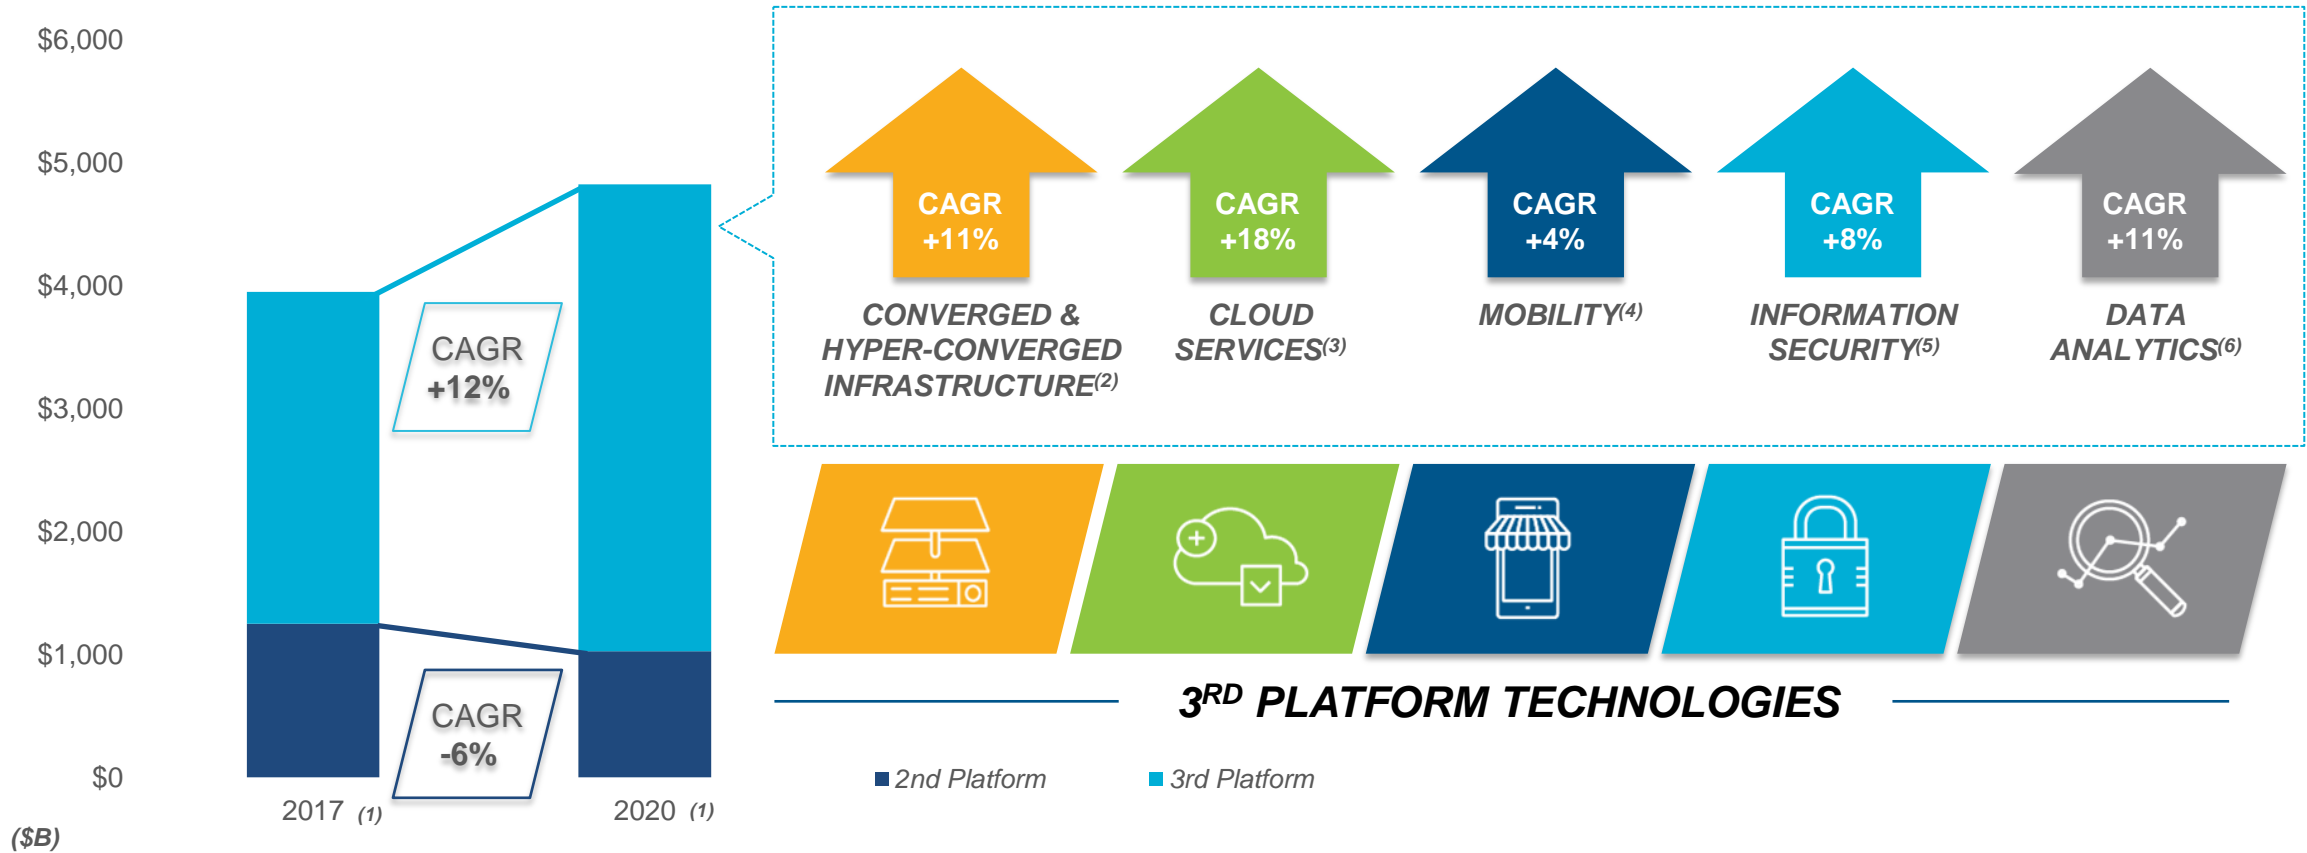 $6,000
$5,000
$4,000
$3,000
$2,000
$1,000
$0
($B)
2017 (1)
2020 (1)
CAGR
+12%
CAGR
-6%
CAGR
+11%
CONVERGED &
HYPER-CONVERGED
INFRASTRUCTURE(2)
CAGR
+18%
CLOUD
SERVICES(3)
CAGR
+4%
MOBILITY(4)
CAGR
+8%
INFORMATION
SECURITY(5)
CAGR
+11%
DATA
ANALYTICS(6)
3RD PLATFORM TECHNOLOGIES
2nd Platform
3rd Platform